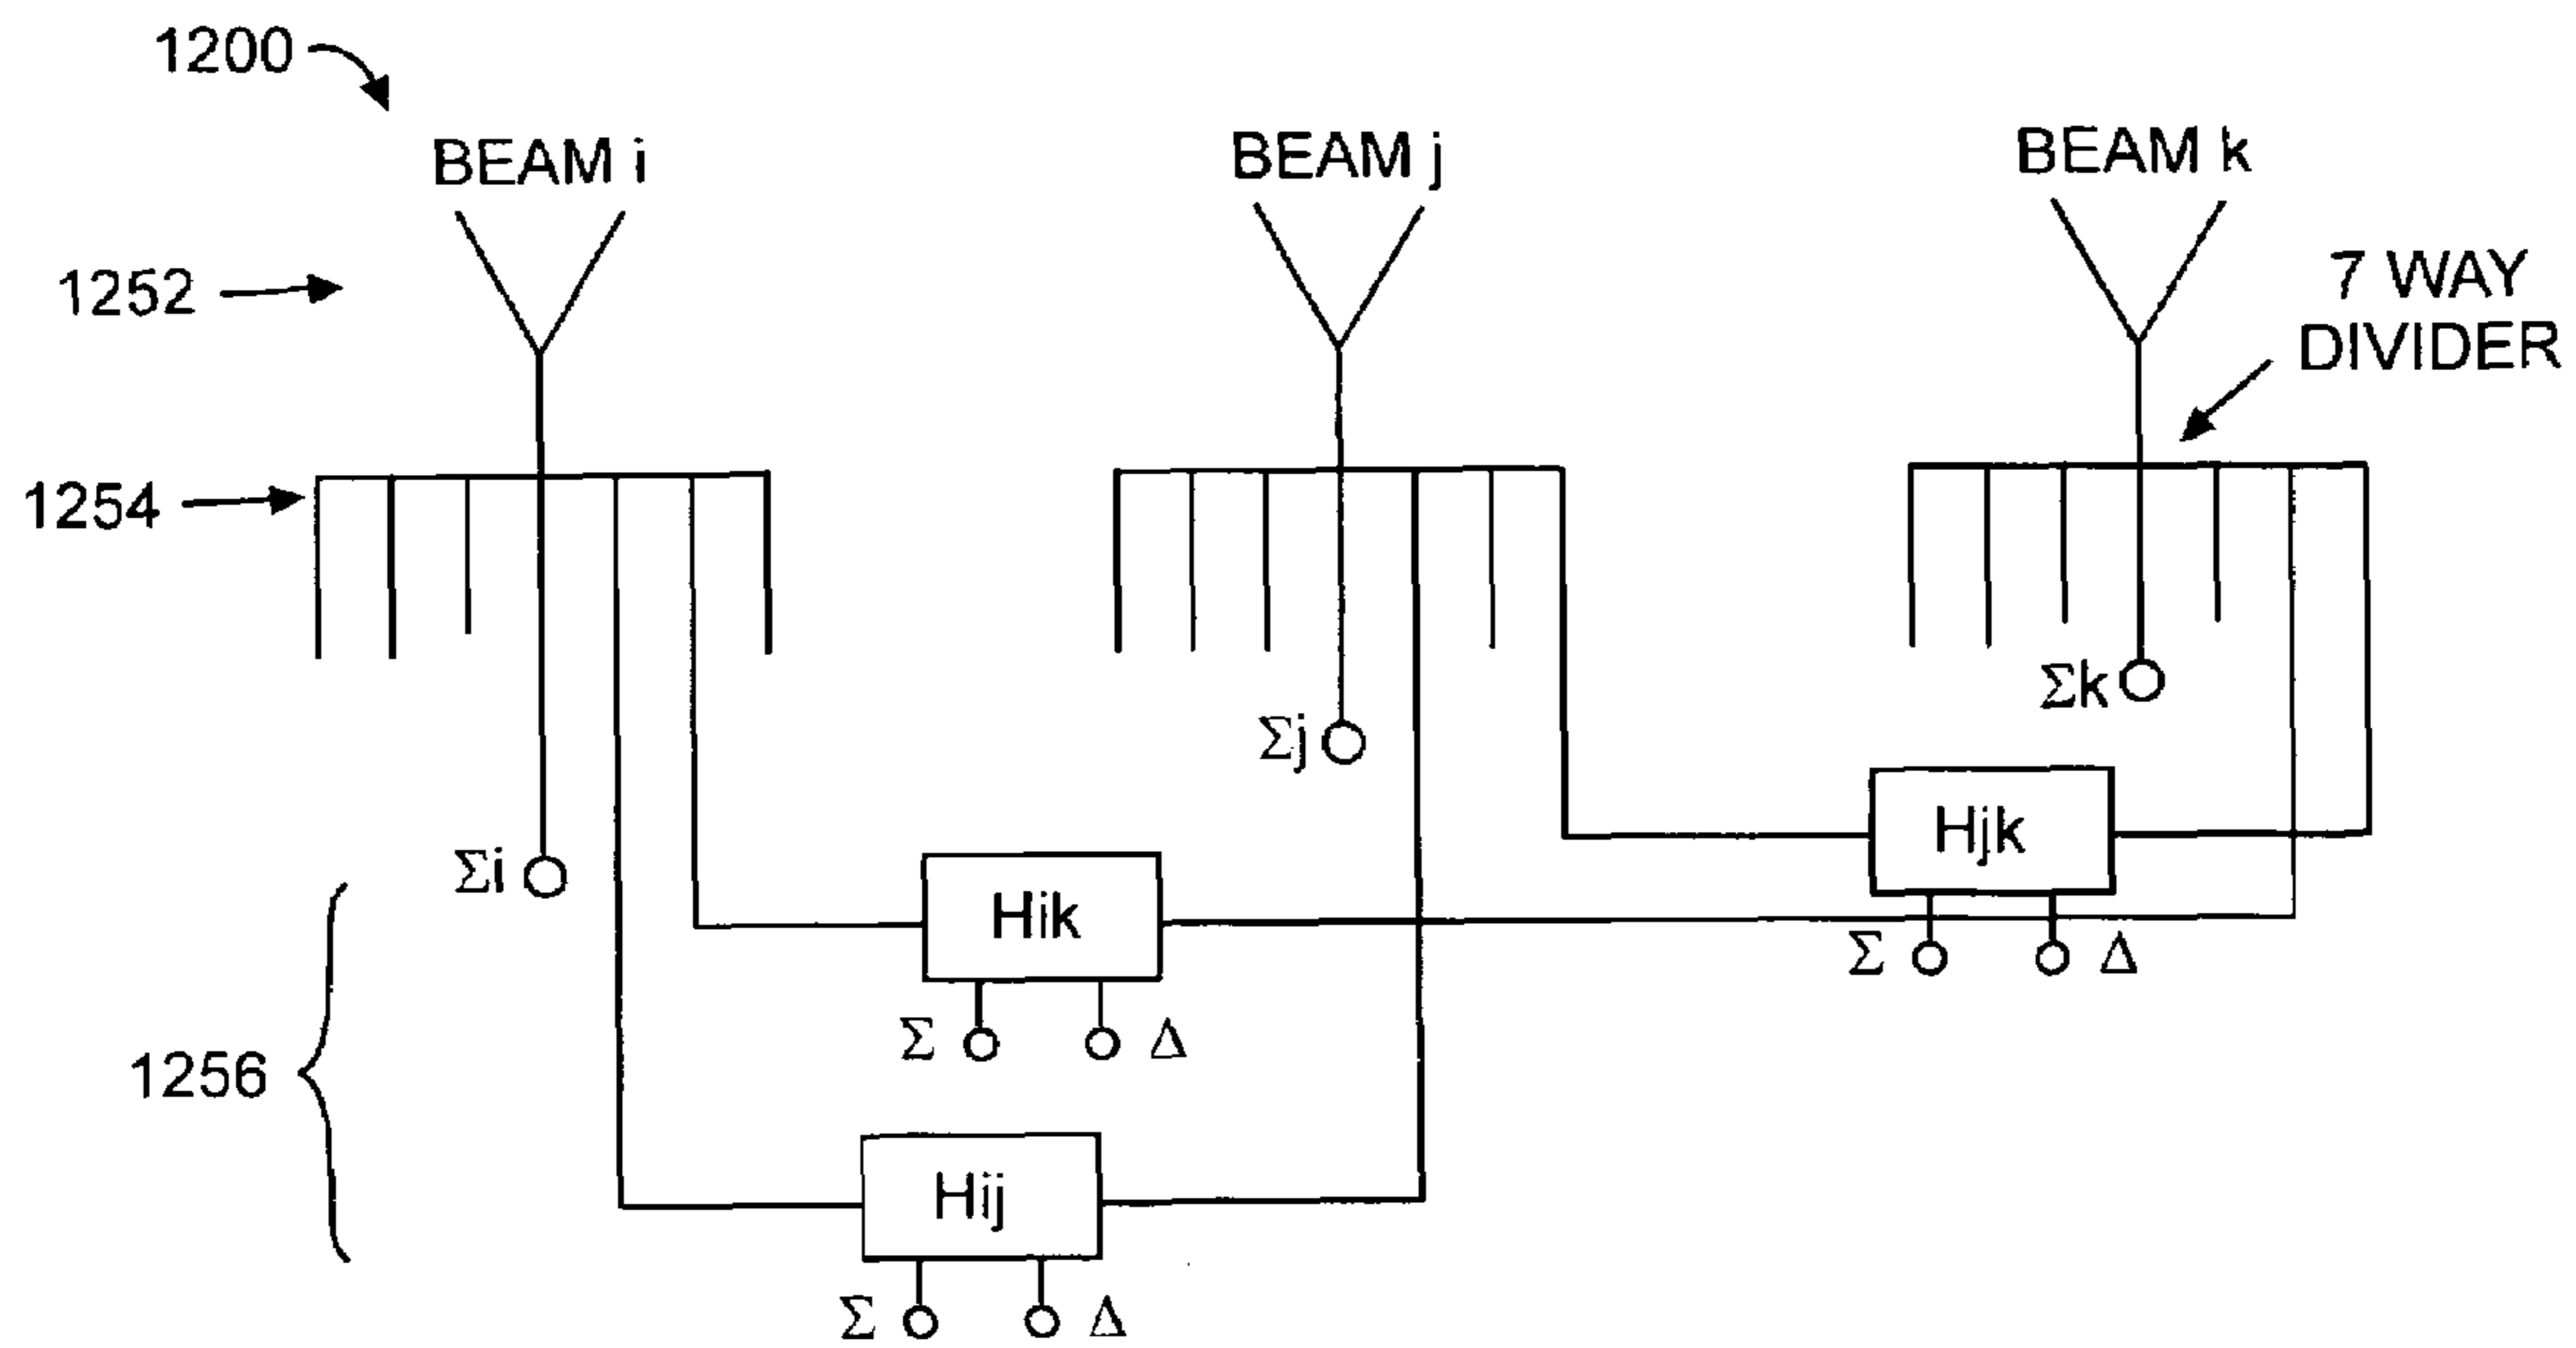 1200
BEAM i
BEAM j
BEAM k
1252
7 WAY
DIVIDER
1254
Σk
Σj
Hjk
Σi
Hik
Σ Δ
Σ Δ
1256
Hij
Σ Δ